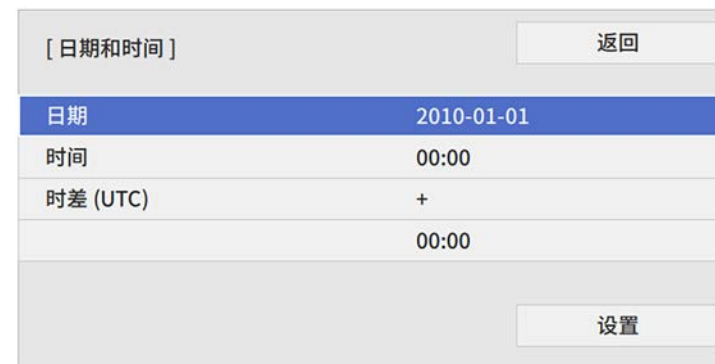 [ 日期和时间 ] 返回
日期 2010-01-01
时间 00:00
时差 (UTC) +
00:00
设置